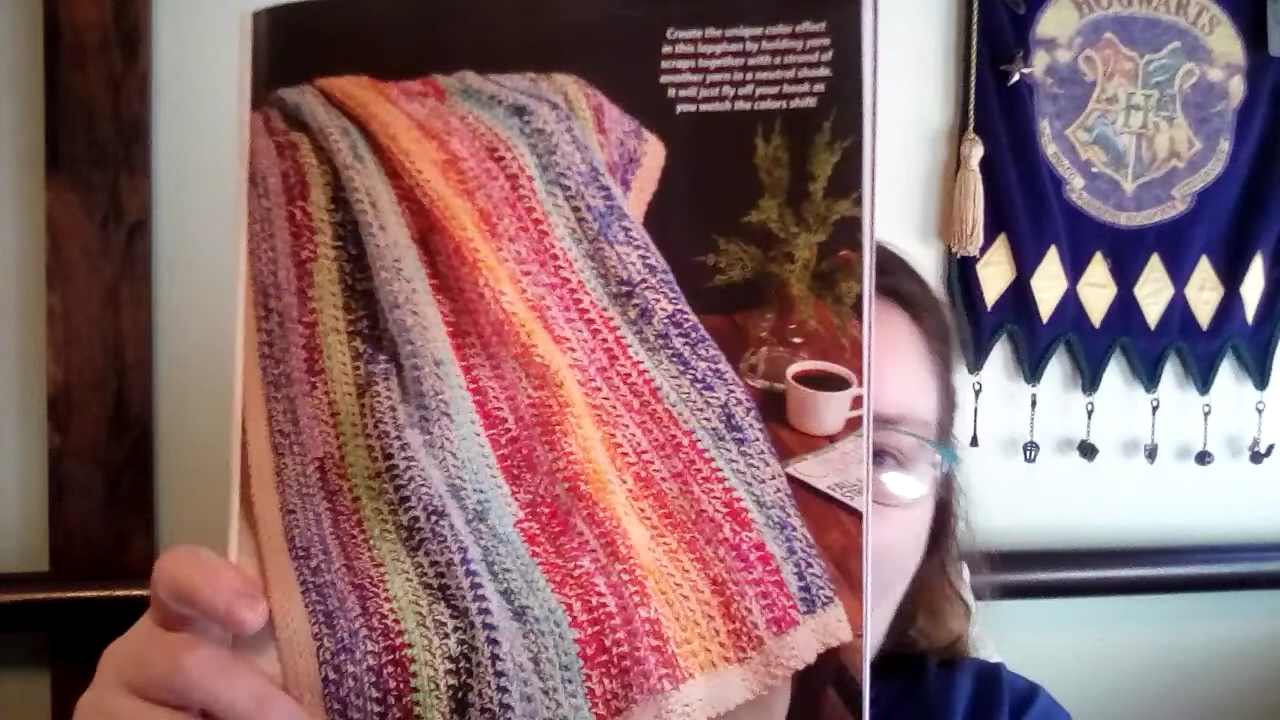 Create the unique color effect
in this lapghan by holding yarn
scraps together with a strand of
another yarn in a neutral shade.
It will just fly off your hook as
you watch the colors shift!
HOGWARTS
H